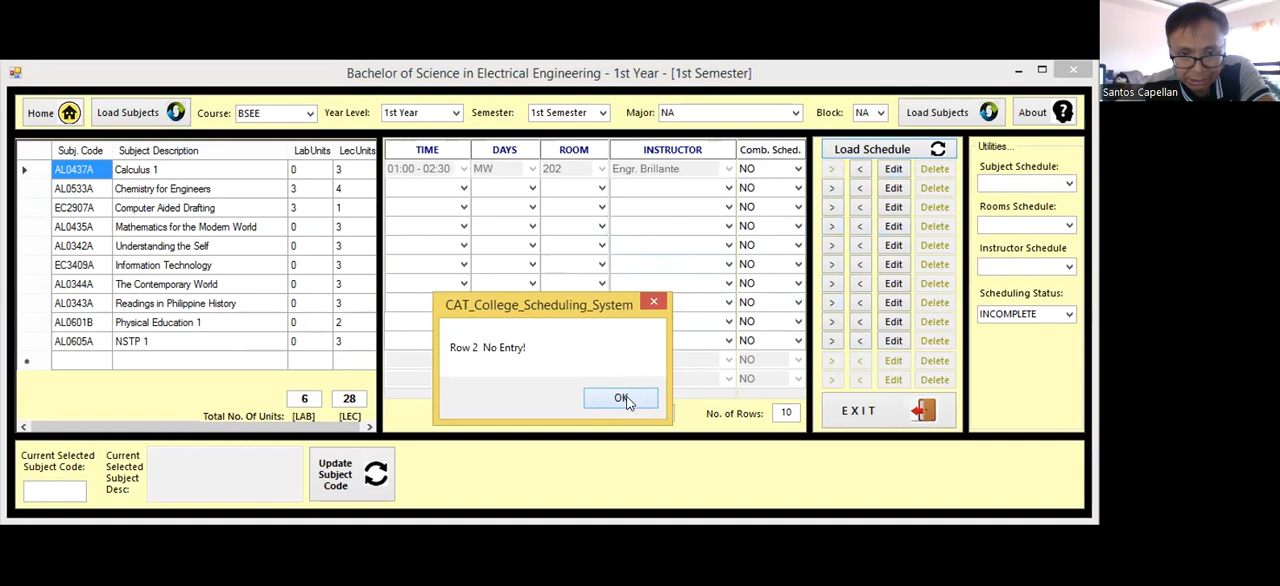 Santos Capellan
Bachelor of Science in Electrical Engineering - 1st Year - [1st Semester]
Home Load Subjects Course: BSEE Year Level: 1st Year Semester: 1st Semester Major: NA Block: NA Load Subjects About
Subj. Code Subject Description LabUnits LecUnits
AL0437A Calculus 1 0 3
AL0533A Chemistry for Engineers 3 4
EC2907A Computer Aided Drafting 3 1
AL0435A Mathematics for the Modern World 0 3
AL0342A Understanding the Self 0 3
EC3409A Information Technology 0 3
AL0344A The Contemporary World 0 3
AL0343A Readings in Philippine History 0 3
AL0601B Physical Education 1 0 2
AL0605A NSTP 1 0 3
*
6 28
Total No. Of Units: [LAB] [LEC]
TIME DAYS ROOM INSTRUCTOR Comb. Sched.
01:00 - 02:30 MW 202 Engr. Brillante NO
NO
NO
NO
NO
NO
NO
NO
NO
NO
NO
NO
No. of Rows: 10
CAT_College_Scheduling_System
Row 2 No Entry!
OK
Load Schedule
> < Edit Delete
> < Edit Delete
> < Edit Delete
> < Edit Delete
> < Edit Delete
> < Edit Delete
> < Edit Delete
> < Edit Delete
> < Edit Delete
> < Edit Delete
> < Edit Delete
> < Edit Delete
EXIT
Utilities...
Subject Schedule:
Rooms Schedule:
Instructor Schedule
Scheduling Status:
INCOMPLETE
Current Selected
Subject Code:
Current
Selected
Subject
Desc:
Update
Subject
Code